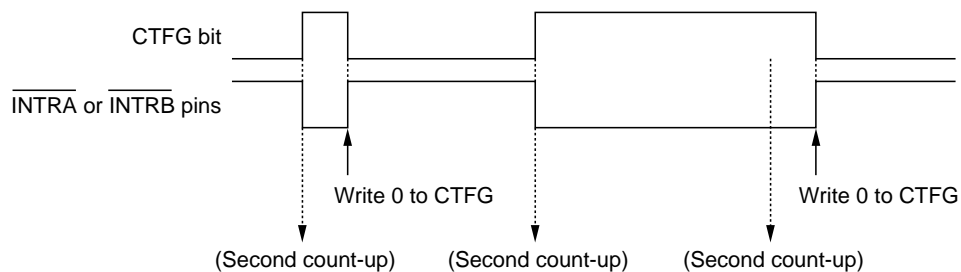 CTFG bit
INTRA or INTRB pins
Write 0 to CTFG Write 0 to CTFG
(Second count-up) (Second count-up) (Second count-up)